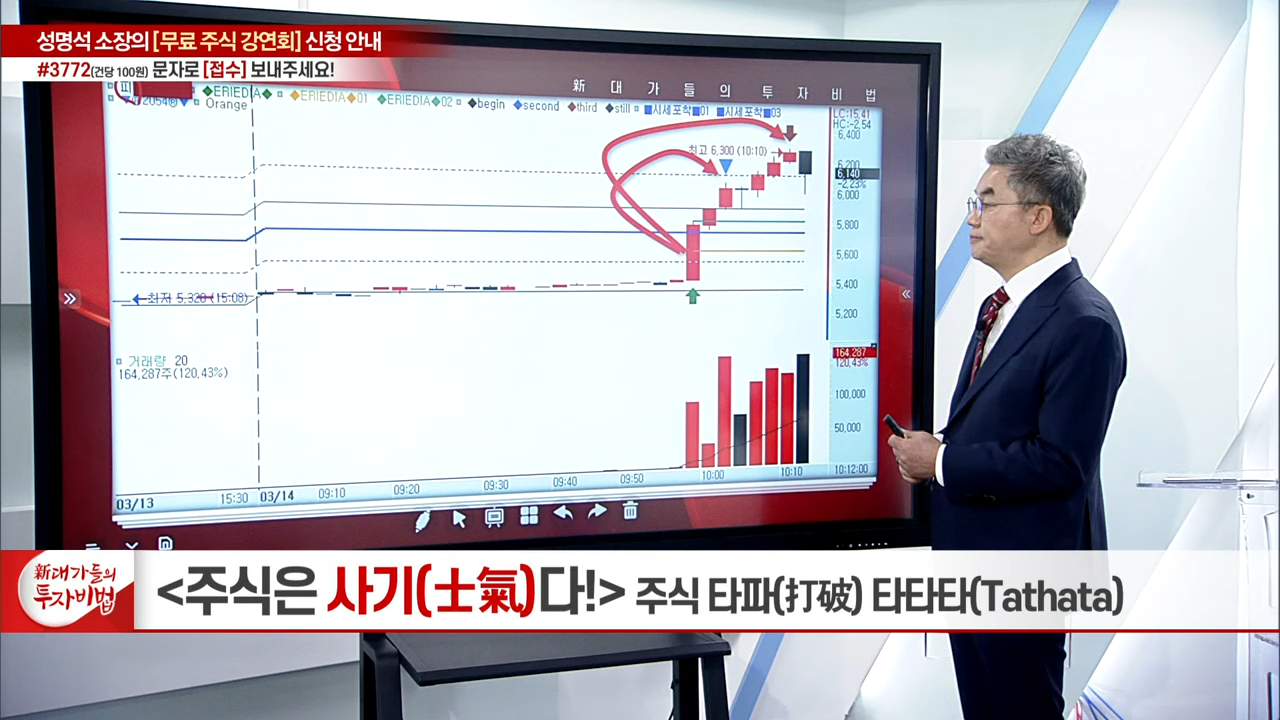 성명석 소장의 [무료 주식 강연회] 신청 안내
#3772(건당 100원) 문자로 [접수] 보내주세요!
新 대 가 들 의 투 자 비 법
피
ERIEDIA ERIEDIA 01 ERIEDIA 02 begin second third still 시세포착 01 시세포착 03
Orange
LC:15.41
HC:-2.54
6,400
최고 6,300 (10:10)
6,200
6,140
-2.23%
6,000
5,800
5,600
5,400
최저 5,320 (15:08)
5,200
거래량 20
164,287주(120.43%)
164,287
120.43%
100,000
50,000
03/13 15:30 03/14 09:10 09:20 09:30 09:40 09:50 10:00 10:10 10:12:00
新대가들의
투자비법
<주식은 사기(士氣)다!> 주식 타파(打破) 타타타(Tathata)